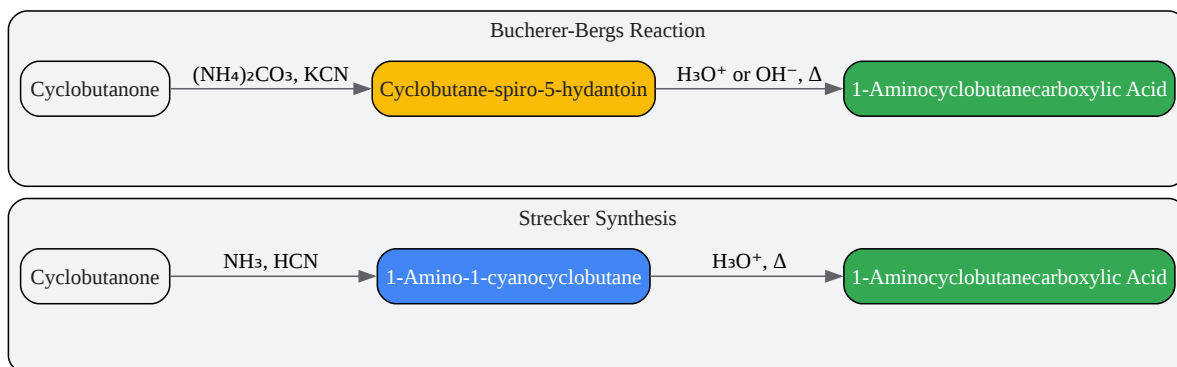 Bucherer-Bergs Reaction
(NH₄)₂CO₃, KCN
H₃O⁺ or OH⁻, Δ
Cyclobutanone
Cyclobutane-spiro-5-hydantoin
1-Aminocyclobutanecarboxylic Acid
Strecker Synthesis
NH₃, HCN
H₃O⁺, Δ
Cyclobutanone
1-Amino-1-cyanocyclobutane
1-Aminocyclobutanecarboxylic Acid